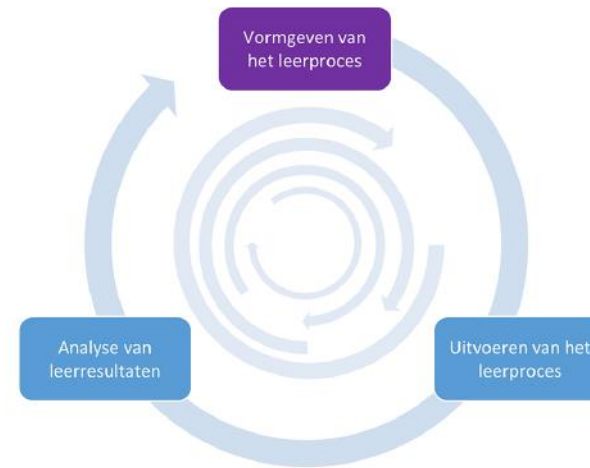 Vormgeven van
het leerproces
Analyse van
leerresultaten
Uitvoeren van het
leerproces